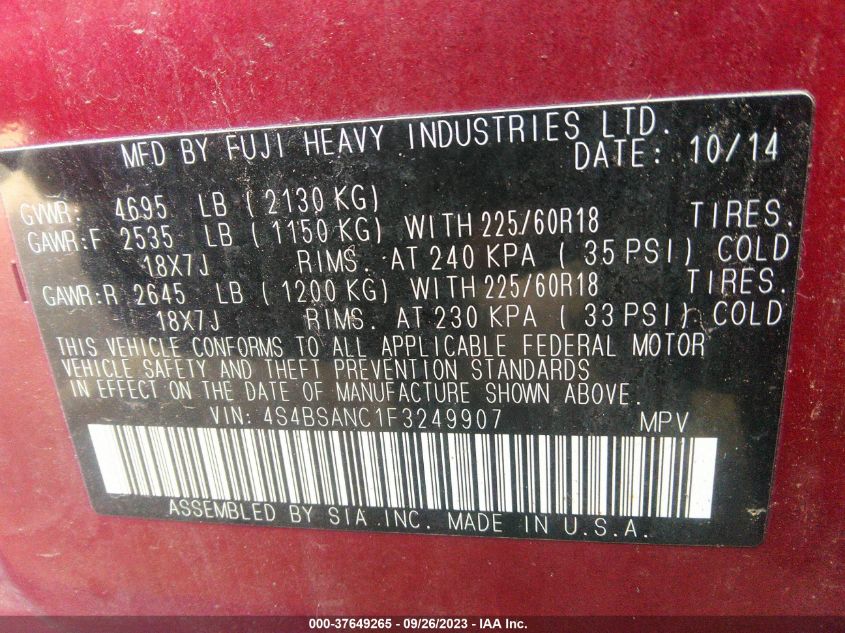 MFD BY FUJI HEAVY INDUSTRIES LTD.
DATE: 10/14
GVWR: 4695 LB ( 2130 KG)
GAWR:F 2535 LB ( 1150 KG) WITH 225/60R18 TIRES.
18X7J RIMS. AT 240 KPA ( 35 PSI) COLD
GAWR:R 2645 LB ( 1200 KG) WITH 225/60R18 TIRES.
18X7J RIMS. AT 230 KPA ( 33 PSI) COLD
THIS VEHICLE CONFORMS TO ALL APPLICABLE FEDERAL MOTOR
VEHICLE SAFETY AND THEFT PREVENTION STANDARDS
IN EFFECT ON THE DATE OF MANUFACTURE SHOWN ABOVE.
VIN: 4S4BSANC1F3249907 MPV
ASSEMBLED BY SIA INC. MADE IN U.S.A.
000-37649265 - 09/26/2023 - IAA Inc.